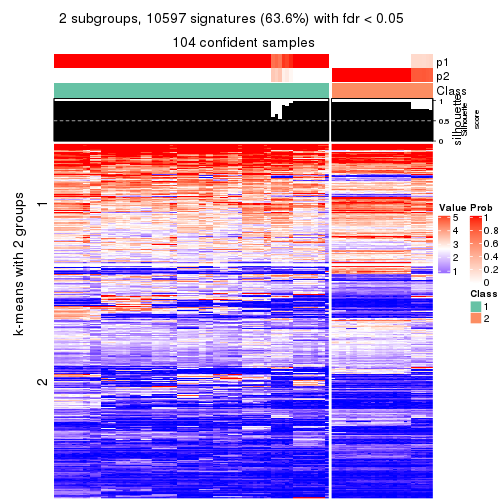 2 subgroups, 10597 signatures (63.6%) with fdr < 0.05
104 confident samples
p1
p2
Class
1
0.5
0
silhouette
Silhouette
score
k-means with 2 groups
1
2
Value
5
4
3
2
1
Prob
1
0.8
0.6
0.4
0.2
0
Class
1
2